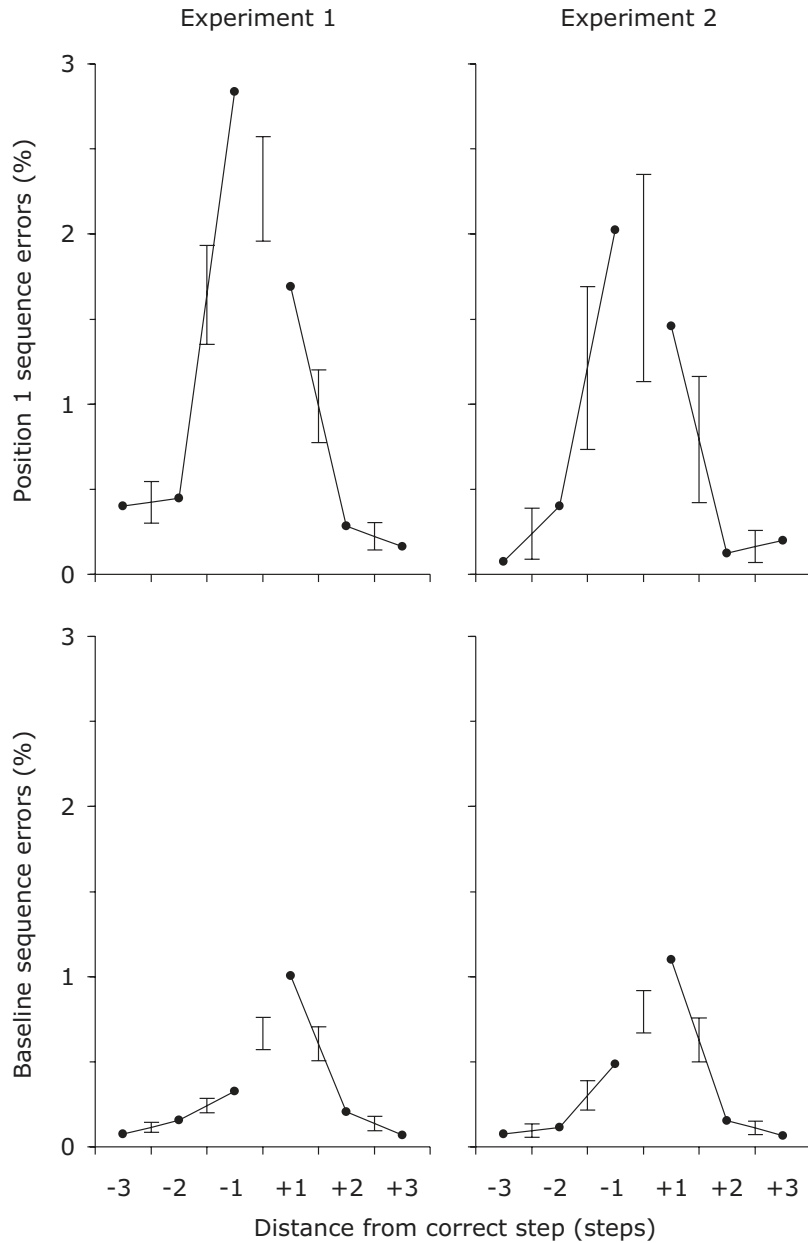 Experiment 1
Experiment 2
Position 1 sequence errors (%)
3
2
1
0
Baseline sequence errors (%)
3
2
1
0
-3 -2 -1 +1 +2 +3
-3 -2 -1 +1 +2 +3
Distance from correct step (steps)